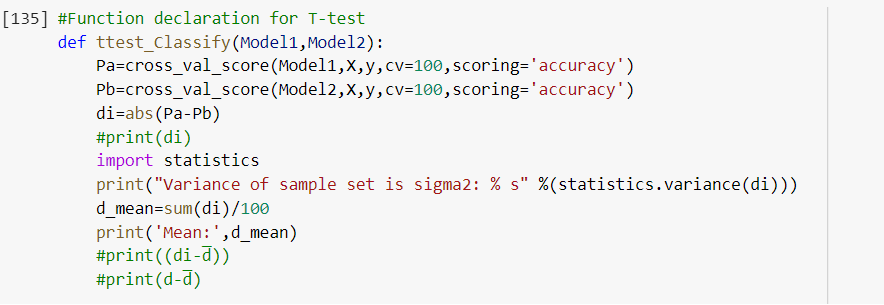 [135] #Function declaration for T-test
def ttest_Classify(Model1,Model2):
Pa=cross_val_score(Model1,X,y,cv=100,scoring='accuracy')
Pb=cross_val_score(Model2,X,y,cv=100,scoring='accuracy')
di=abs(Pa-Pb)
#print(di)
import statistics
print("Variance of sample set is sigma2: % s" %(statistics.variance(di)))
d_mean=sum(di)/100
print('Mean:',d_mean)
#print((di-d̅))
#print(d-d̅)